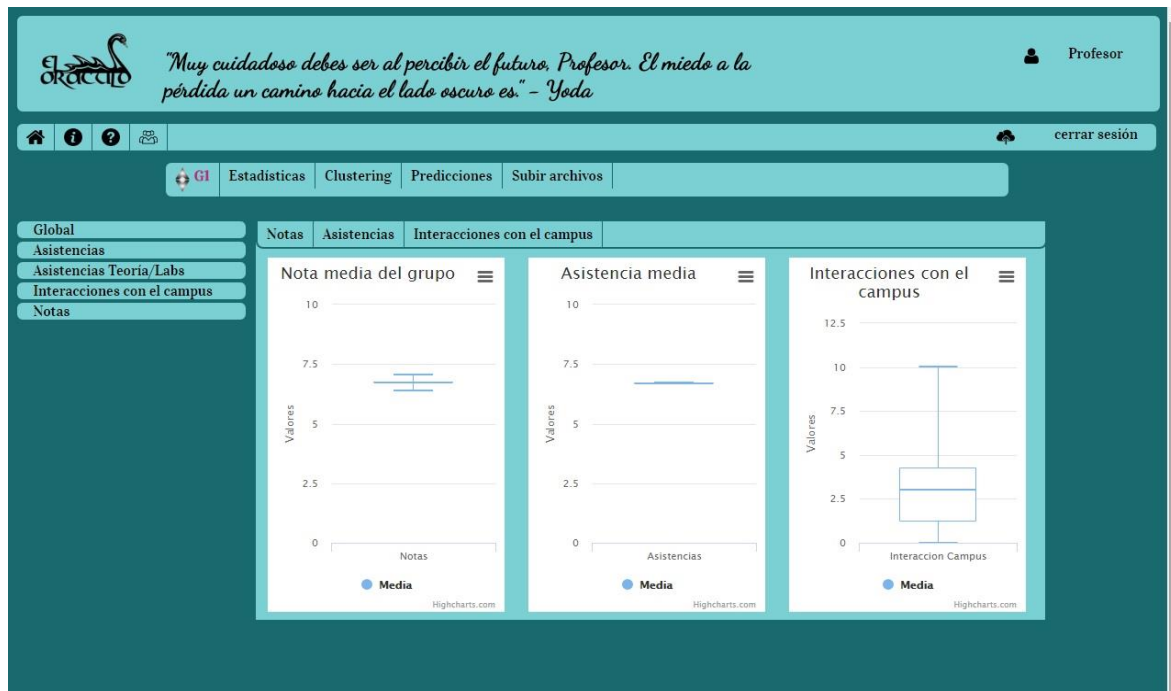 EL ORÁCULO
"Muy cuidadoso debes ser al percibir el futuro, Profesor. El miedo a la
pérdida un camino hacia el lado oscuro es." - Yoda
Profesor
cerrar sesión
G1 Estadísticas Clustering Predicciones Subir archivos
Global
Asistencias
Asistencias Teoría/Labs
Interacciones con el campus
Notas
Notas Asistencias Interacciones con el campus
Nota media del grupo
10
7.5
5
2.5
0
Valores
Notas
Media
Highcharts.com
Asistencia media
10
7.5
5
2.5
0
Valores
Asistencias
Media
Highcharts.com
Interacciones con el
campus
12.5
10
7.5
5
2.5
0
Valores
Interaccion Campus
Media
Highcharts.com